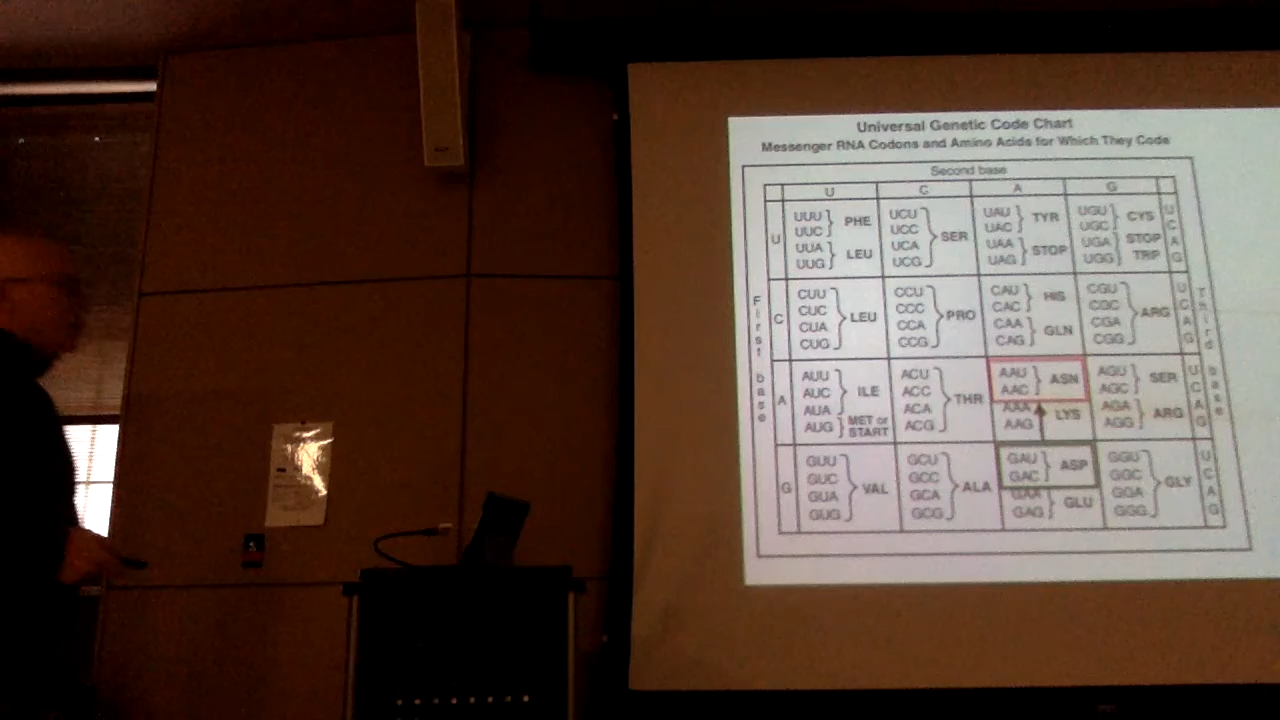 Universal Genetic Code Chart
Messenger RNA Codons and Amino Acids for Which They Code
Second base
U C A G
First base
Third base
U
UUU UUC PHE
UUA UUG LEU
UCU UCC UCA UCG SER
UAU UAC TYR
UAA UAG STOP
UGU UGC CYS
UGA STOP
UGG TRP
U C A G
C
CUU CUC CUA CUG LEU
CCU CCC CCA CCG PRO
CAU CAC HIS
CAA CAG GLN
CGU CGC CGA CGG ARG
U C A G
A
AUU AUC AUA ILE
AUG MET or START
ACU ACC ACA ACG THR
AAU AAC ASN
AAA AAG LYS
AGU AGC SER
AGA AGG ARG
U C A G
G
GUU GUC GUA GUG VAL
GCU GCC GCA GCG ALA
GAU GAC ASP
GAA GAG GLU
GGU GGC GGA GGG GLY
U C A G